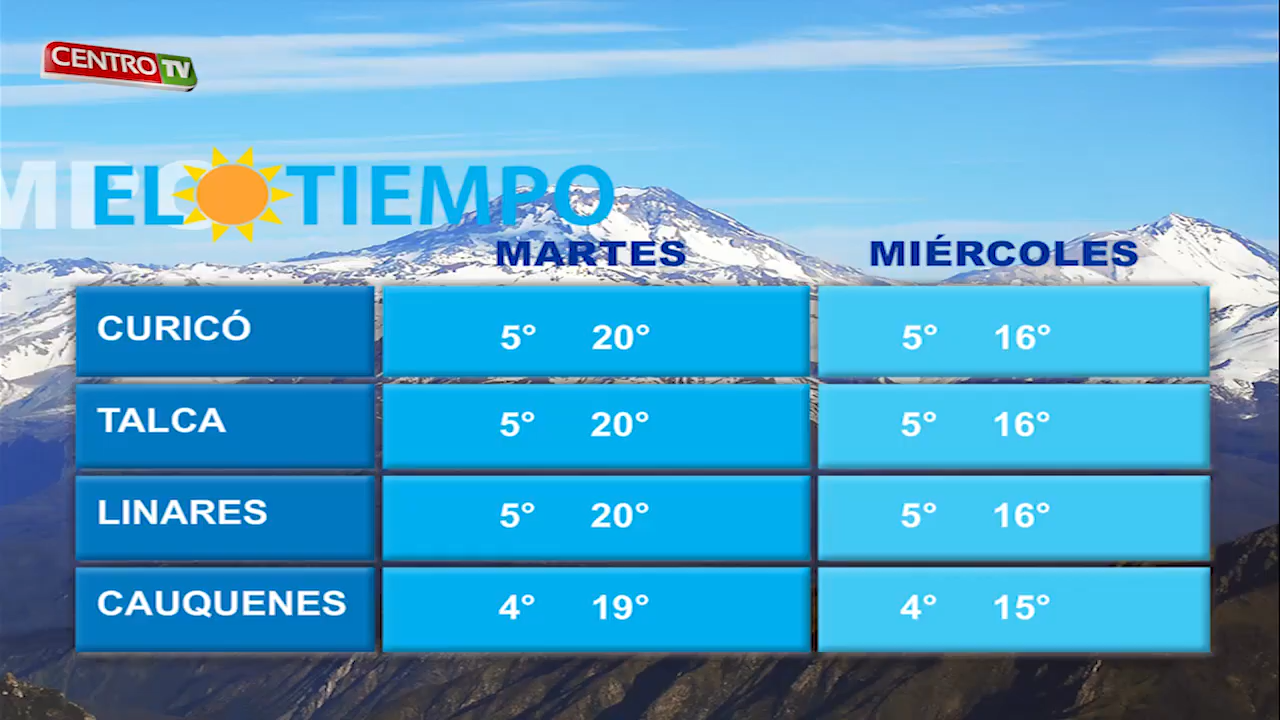 CENTRO TV
EL TIEMPO
MARTES MIÉRCOLES
CURICÓ 5° 20° 5° 16°
TALCA 5° 20° 5° 16°
LINARES 5° 20° 5° 16°
CAUQUENES 4° 19° 4° 15°